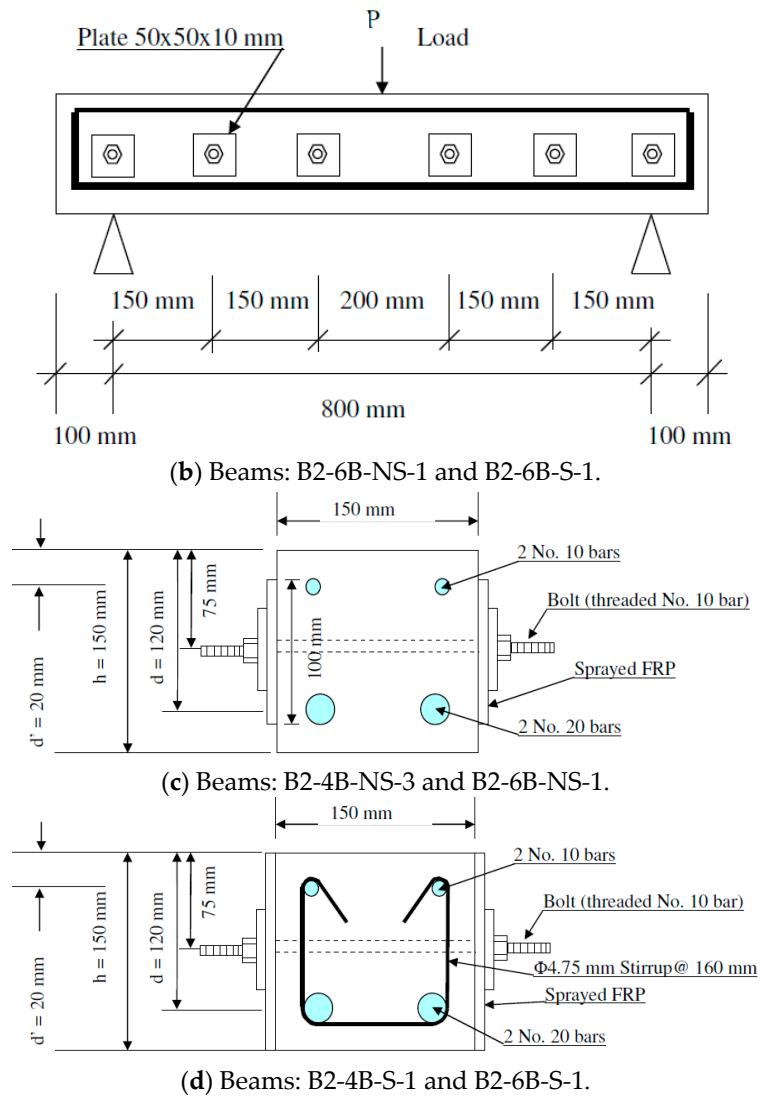 P
Load
Plate 50x50x10 mm
150 mm
150 mm
200 mm
150 mm
150 mm
800 mm
100 mm
100 mm
(b) Beams: B2-6B-NS-1 and B2-6B-S-1.
150 mm
2 No. 10 bars
Bolt (threaded No. 10 bar)
Sprayed FRP
2 No. 20 bars
d' = 20 mm
h = 150 mm
d = 120 mm
75 mm
100 mm
(c) Beams: B2-4B-NS-3 and B2-6B-NS-1.
150 mm
2 No. 10 bars
Bolt (threaded No. 10 bar)
Φ4.75 mm Stirrup@ 160 mm
Sprayed FRP
2 No. 20 bars
d' = 20 mm
h = 150 mm
d = 120 mm
75 mm
(d) Beams: B2-4B-S-1 and B2-6B-S-1.